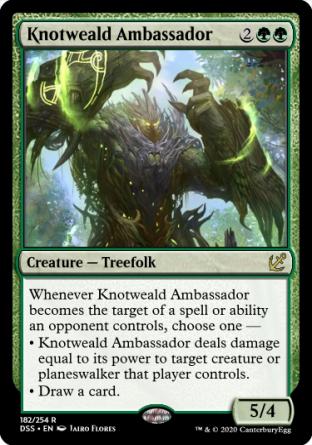 Knotweald Ambassador 2
Creature — Treefolk
Whenever Knotweald Ambassador
becomes the target of a spell or ability
an opponent controls, choose one —
• Knotweald Ambassador deals damage
equal to its power to target creature or
planeswalker that player controls.
• Draw a card.
5/4
182/254 R
DSS • EN Jairo Flores
™ & © 2020 CanterburyEgg